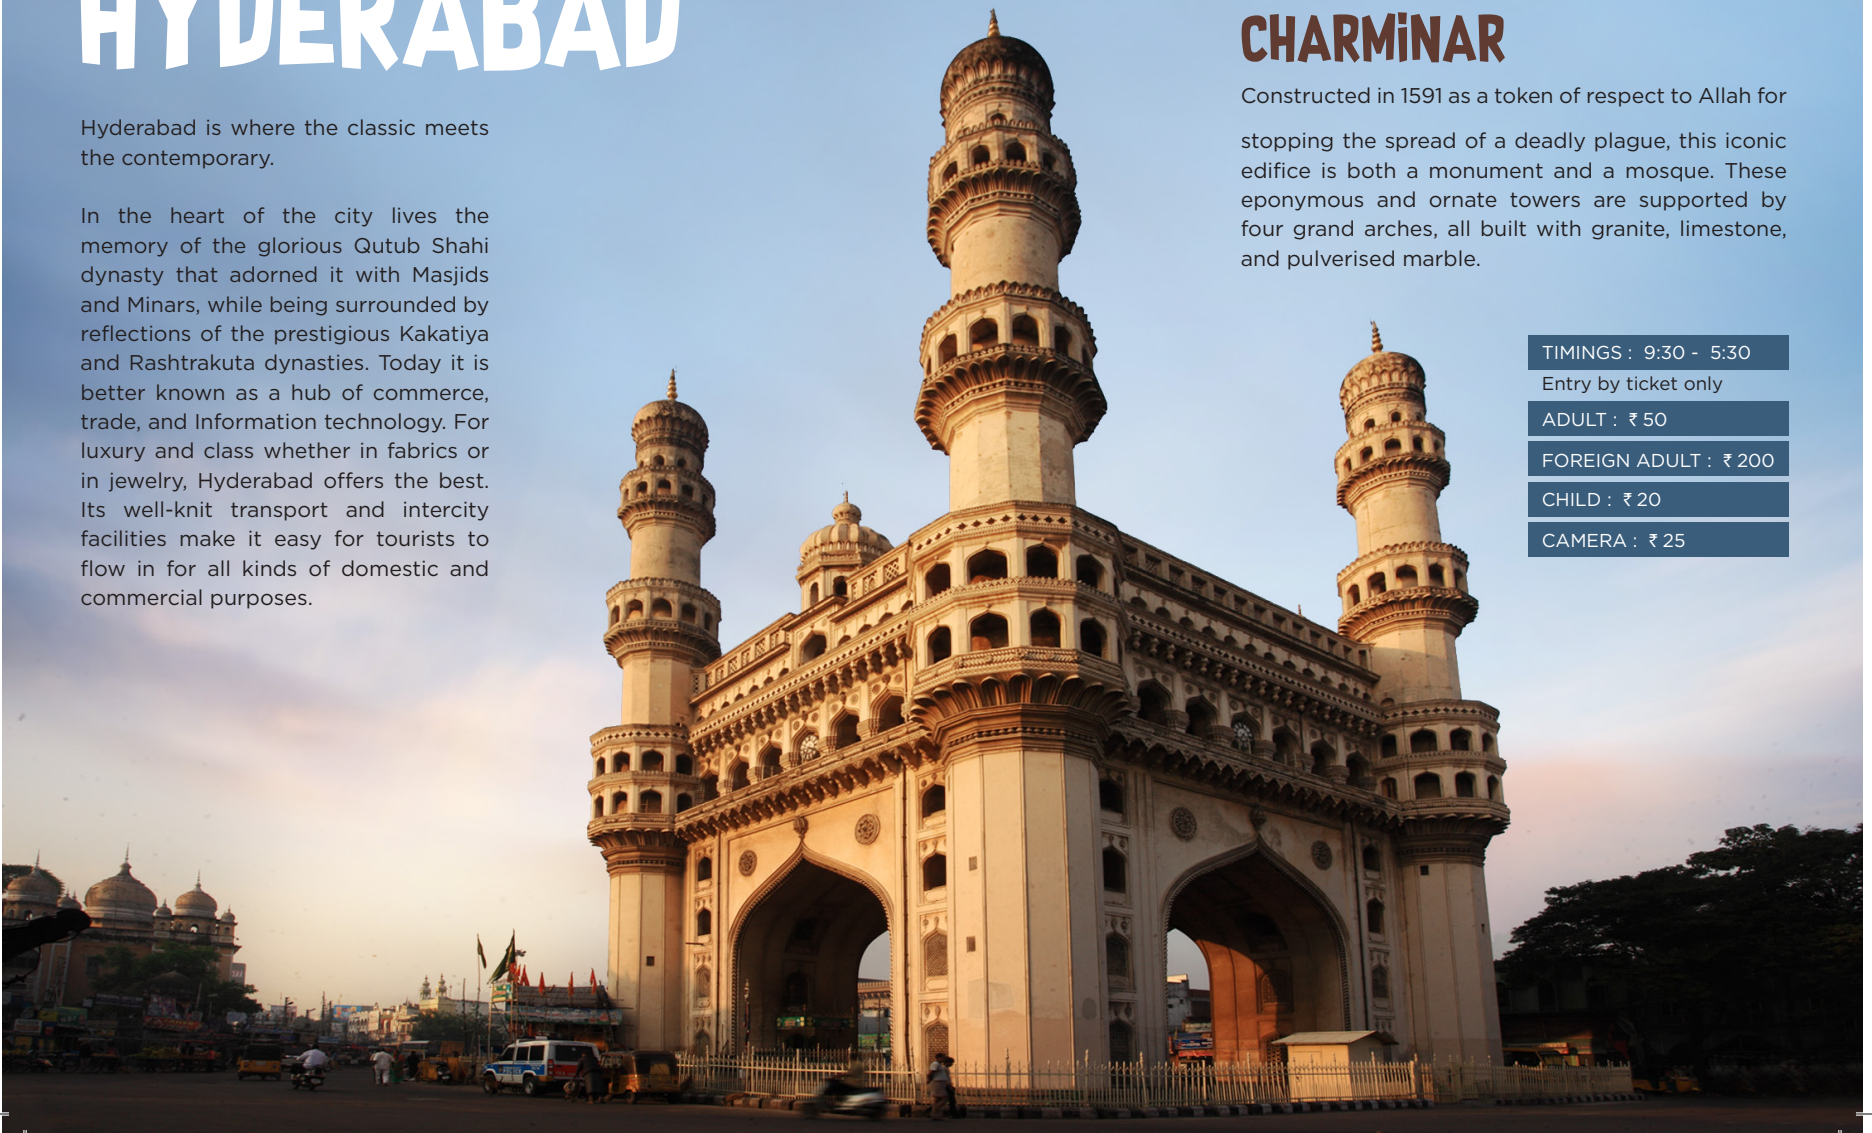 HYDERABAD
Hyderabad is where the classic meets
the contemporary.
In the heart of the city lives the
memory of the glorious Qutub Shahi
dynasty that adorned it with Masjids
and Minars, while being surrounded by
reflections of the prestigious Kakatiya
and Rashtrakuta dynasties. Today it is
better known as a hub of commerce,
trade, and Information technology. For
luxury and class whether in fabrics or
in jewelry, Hyderabad offers the best.
Its well-knit transport and intercity
facilities make it easy for tourists to
flow in for all kinds of domestic and
commercial purposes.
CHARMiNAR
Constructed in 1591 as a token of respect to Allah for
stopping the spread of a deadly plague, this iconic
edifice is both a monument and a mosque. These
eponymous and ornate towers are supported by
four grand arches, all built with granite, limestone,
and pulverised marble.
TIMINGS : 9:30 - 5:30
Entry by ticket only
ADULT : ₹ 50
FOREIGN ADULT : ₹ 200
CHILD : ₹ 20
CAMERA : ₹ 25